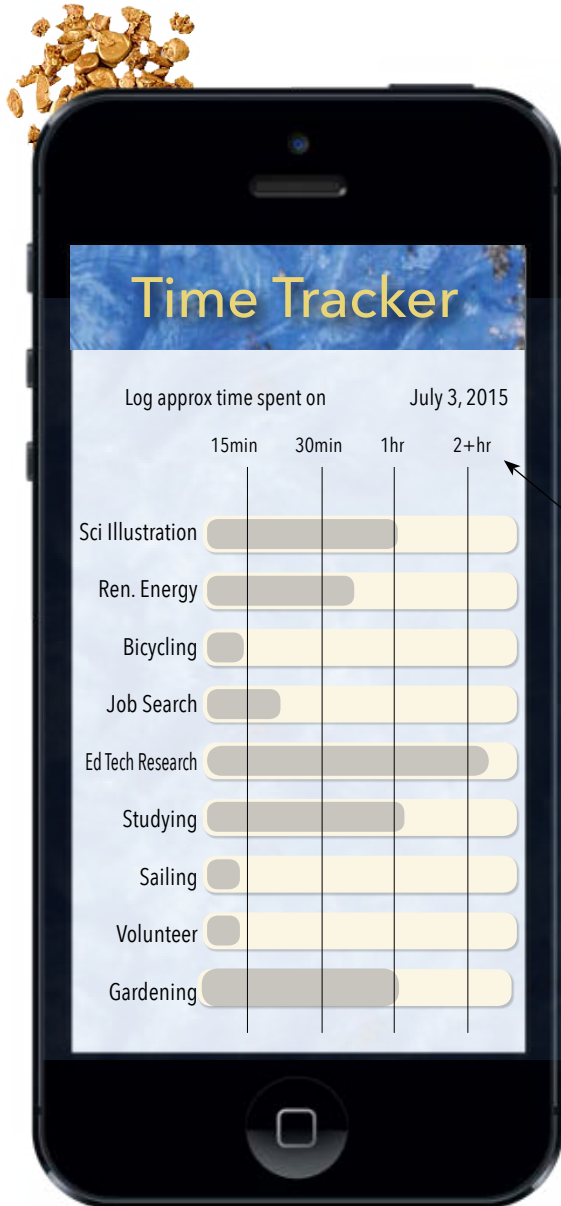 Time Tracker
Log approx time spent on July 3, 2015
15min 30min 1hr 2+hr
Sci Illustration
Ren. Energy
Bicycling
Job Search
Ed Tech Research
Studying
Sailing
Volunteer
Gardening